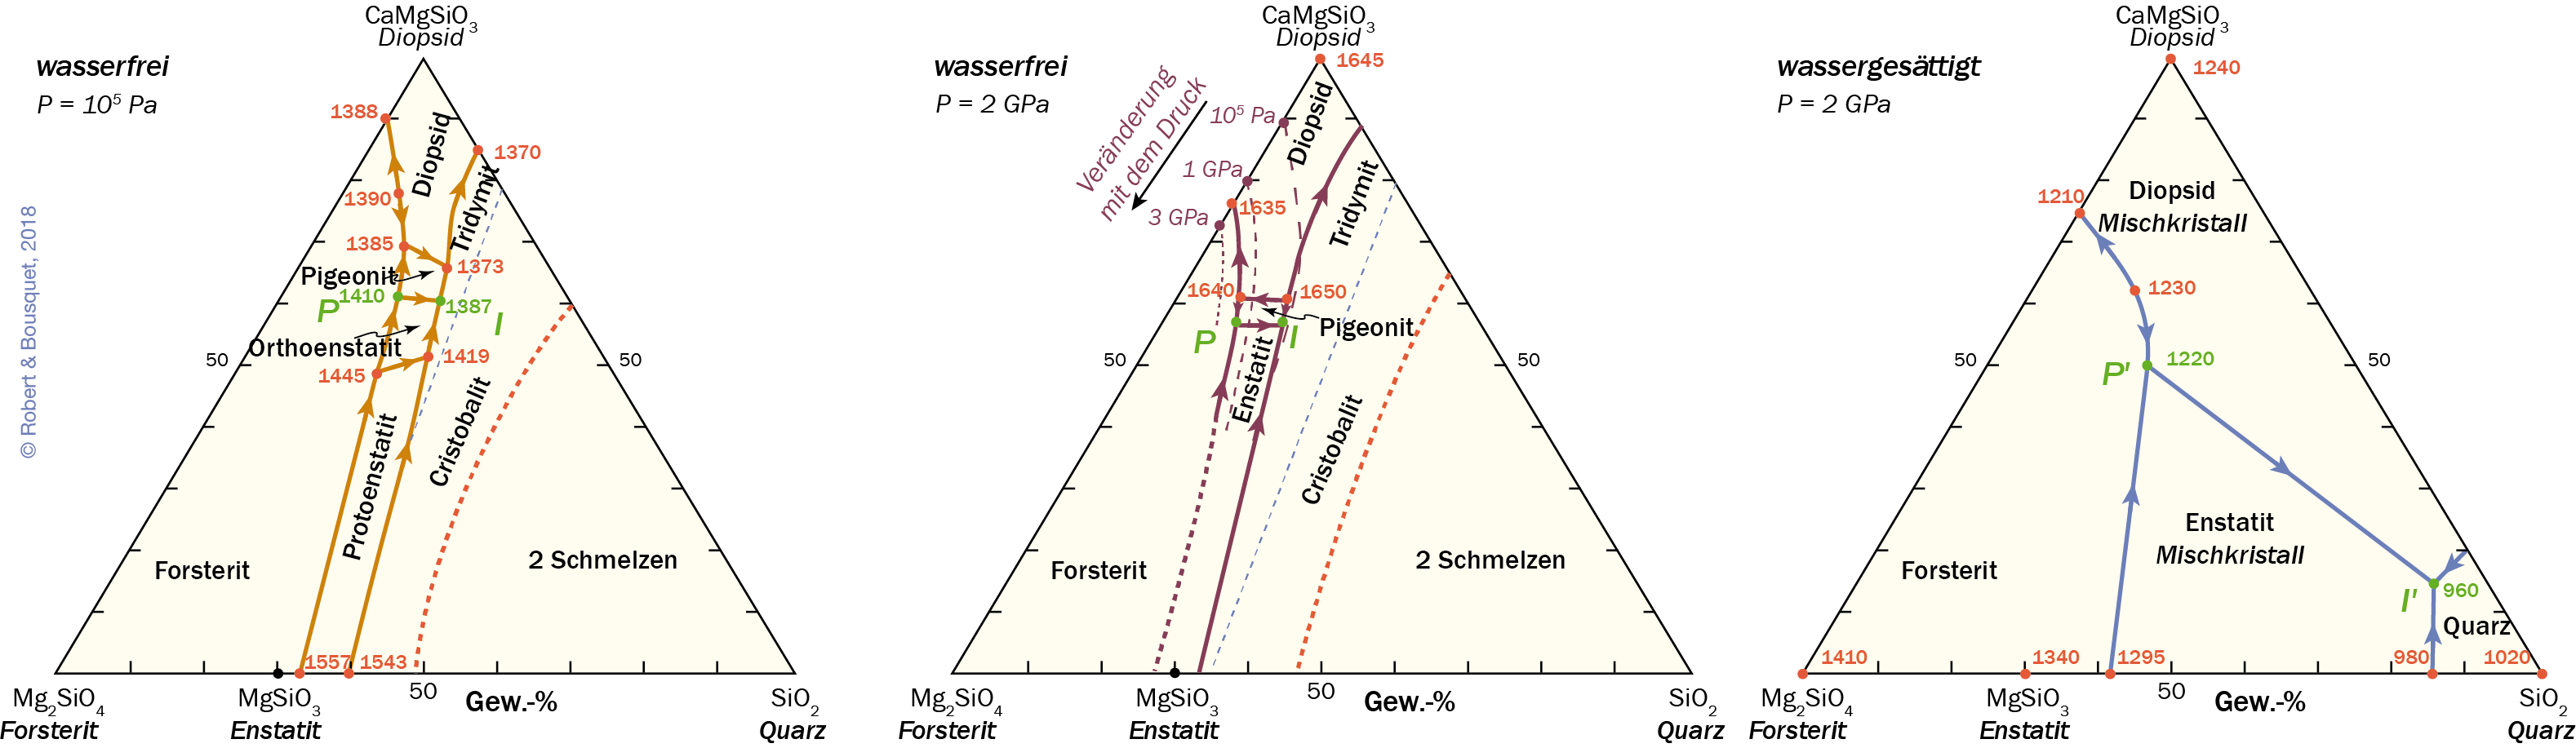 © Robert & Bousquet, 2018
wasserfrei
P = 10⁵ Pa
CaMgSiO₃
Diopsid
1388
1370
1390
Diopsid
Tridymit
1385
1373
Pigeonit
P
1410
1387
I
Orthoenstatit
1419
1445
50
50
Protoenstatit
Cristobalit
Forsterit
2 Schmelzen
1557
1543
50
Gew.-%
Mg₂SiO₄
Forsterit
MgSiO₃
Enstatit
SiO₂
Quarz
wasserfrei
P = 2 GPa
CaMgSiO₃
Diopsid
1645
Veränderung
mit dem Druck
10⁵ Pa
1 GPa
3 GPa
1635
Diopsid
Tridymit
1640
1650
Pigeonit
P
I
Enstatit
50
50
Cristobalit
Forsterit
2 Schmelzen
50
Gew.-%
Mg₂SiO₄
Forsterit
MgSiO₃
Enstatit
SiO₂
Quarz
wassergesättigt
P = 2 GPa
CaMgSiO₃
Diopsid
1240
1210
Diopsid
Mischkristall
1230
P'
1220
50
50
Enstatit
Mischkristall
Forsterit
I'
960
Quarz
1410
1340
1295
980
1020
50
Gew.-%
Mg₂SiO₄
Forsterit
MgSiO₃
Enstatit
SiO₂
Quarz